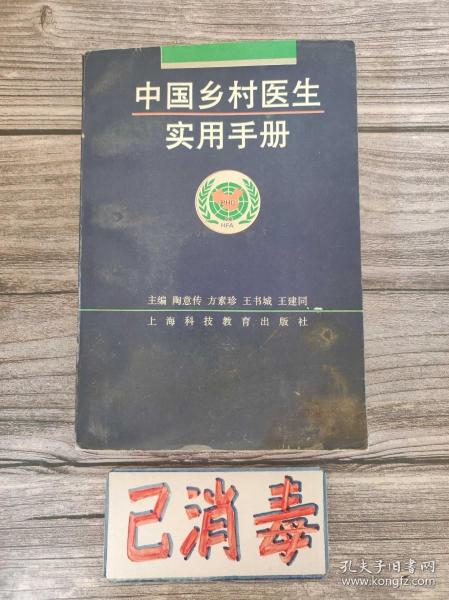 中国乡村医生
实用手册
PHC
HFA
主编 陶意传 方素珍 王书城 王建同
上海科技教育出版社
已消毒
孔夫子旧书网
www.kongfz.com